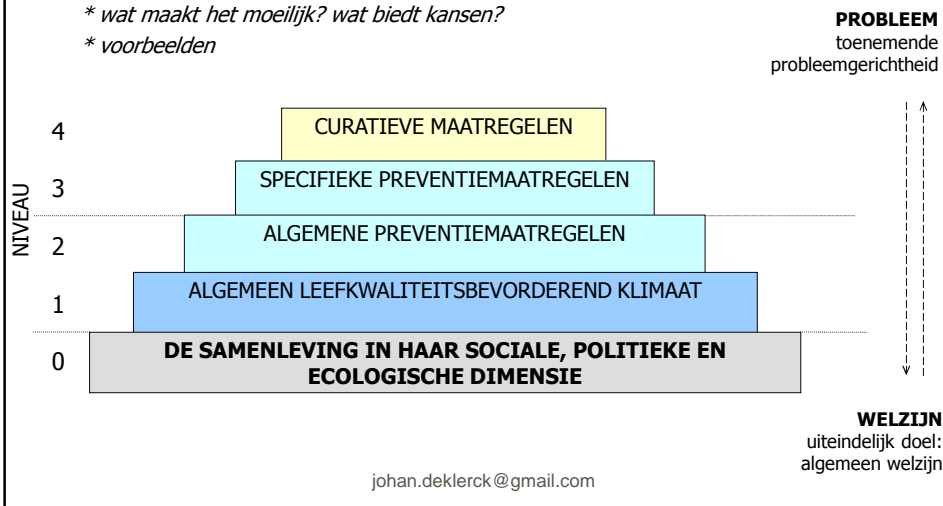 * wat maakt het moeilijk? wat biedt kansen?
* voorbeelden
PROBLEEM
toenemende
probleemgerichtheid
NIVEAU
4
CURATIEVE MAATREGELEN
3
SPECIFIEKE PREVENTIEMAATREGELEN
2
ALGEMENE PREVENTIEMAATREGELEN
1
ALGEMEEN LEEFKWALITEITSBEVORDEREND KLIMAAT
0
DE SAMENLEVING IN HAAR SOCIALE, POLITIEKE EN
ECOLOGISCHE DIMENSIE
WELZIJN
uiteindelijk doel:
algemeen welzijn
johan.deklerck@gmail.com